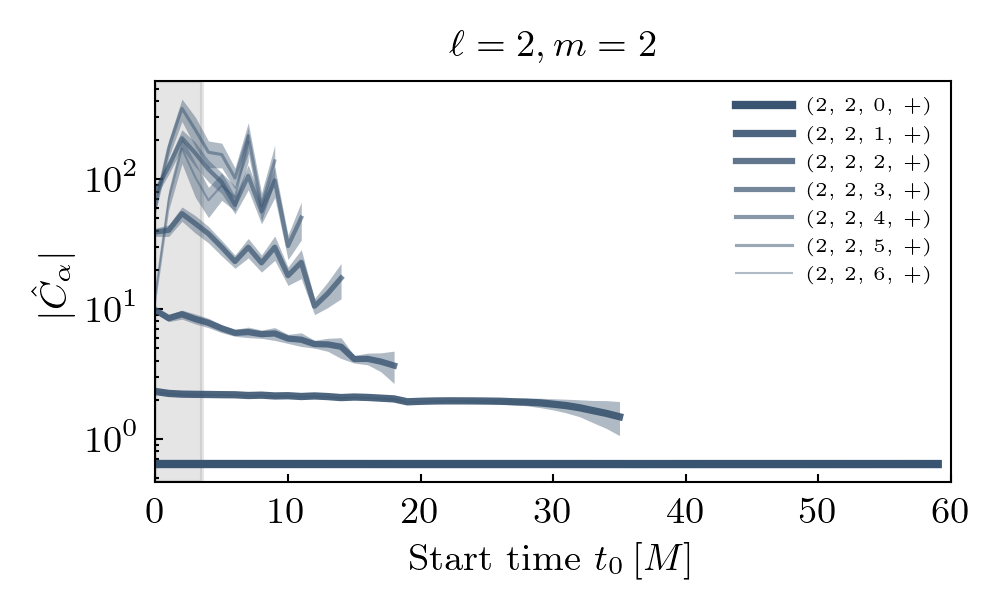 ℓ = 2, m = 2
|Ĉα|
10²
10¹
10⁰
(2, 2, 0, +)
(2, 2, 1, +)
(2, 2, 2, +)
(2, 2, 3, +)
(2, 2, 4, +)
(2, 2, 5, +)
(2, 2, 6, +)
0 10 20 30 40 50 60
Start time t₀ [M]